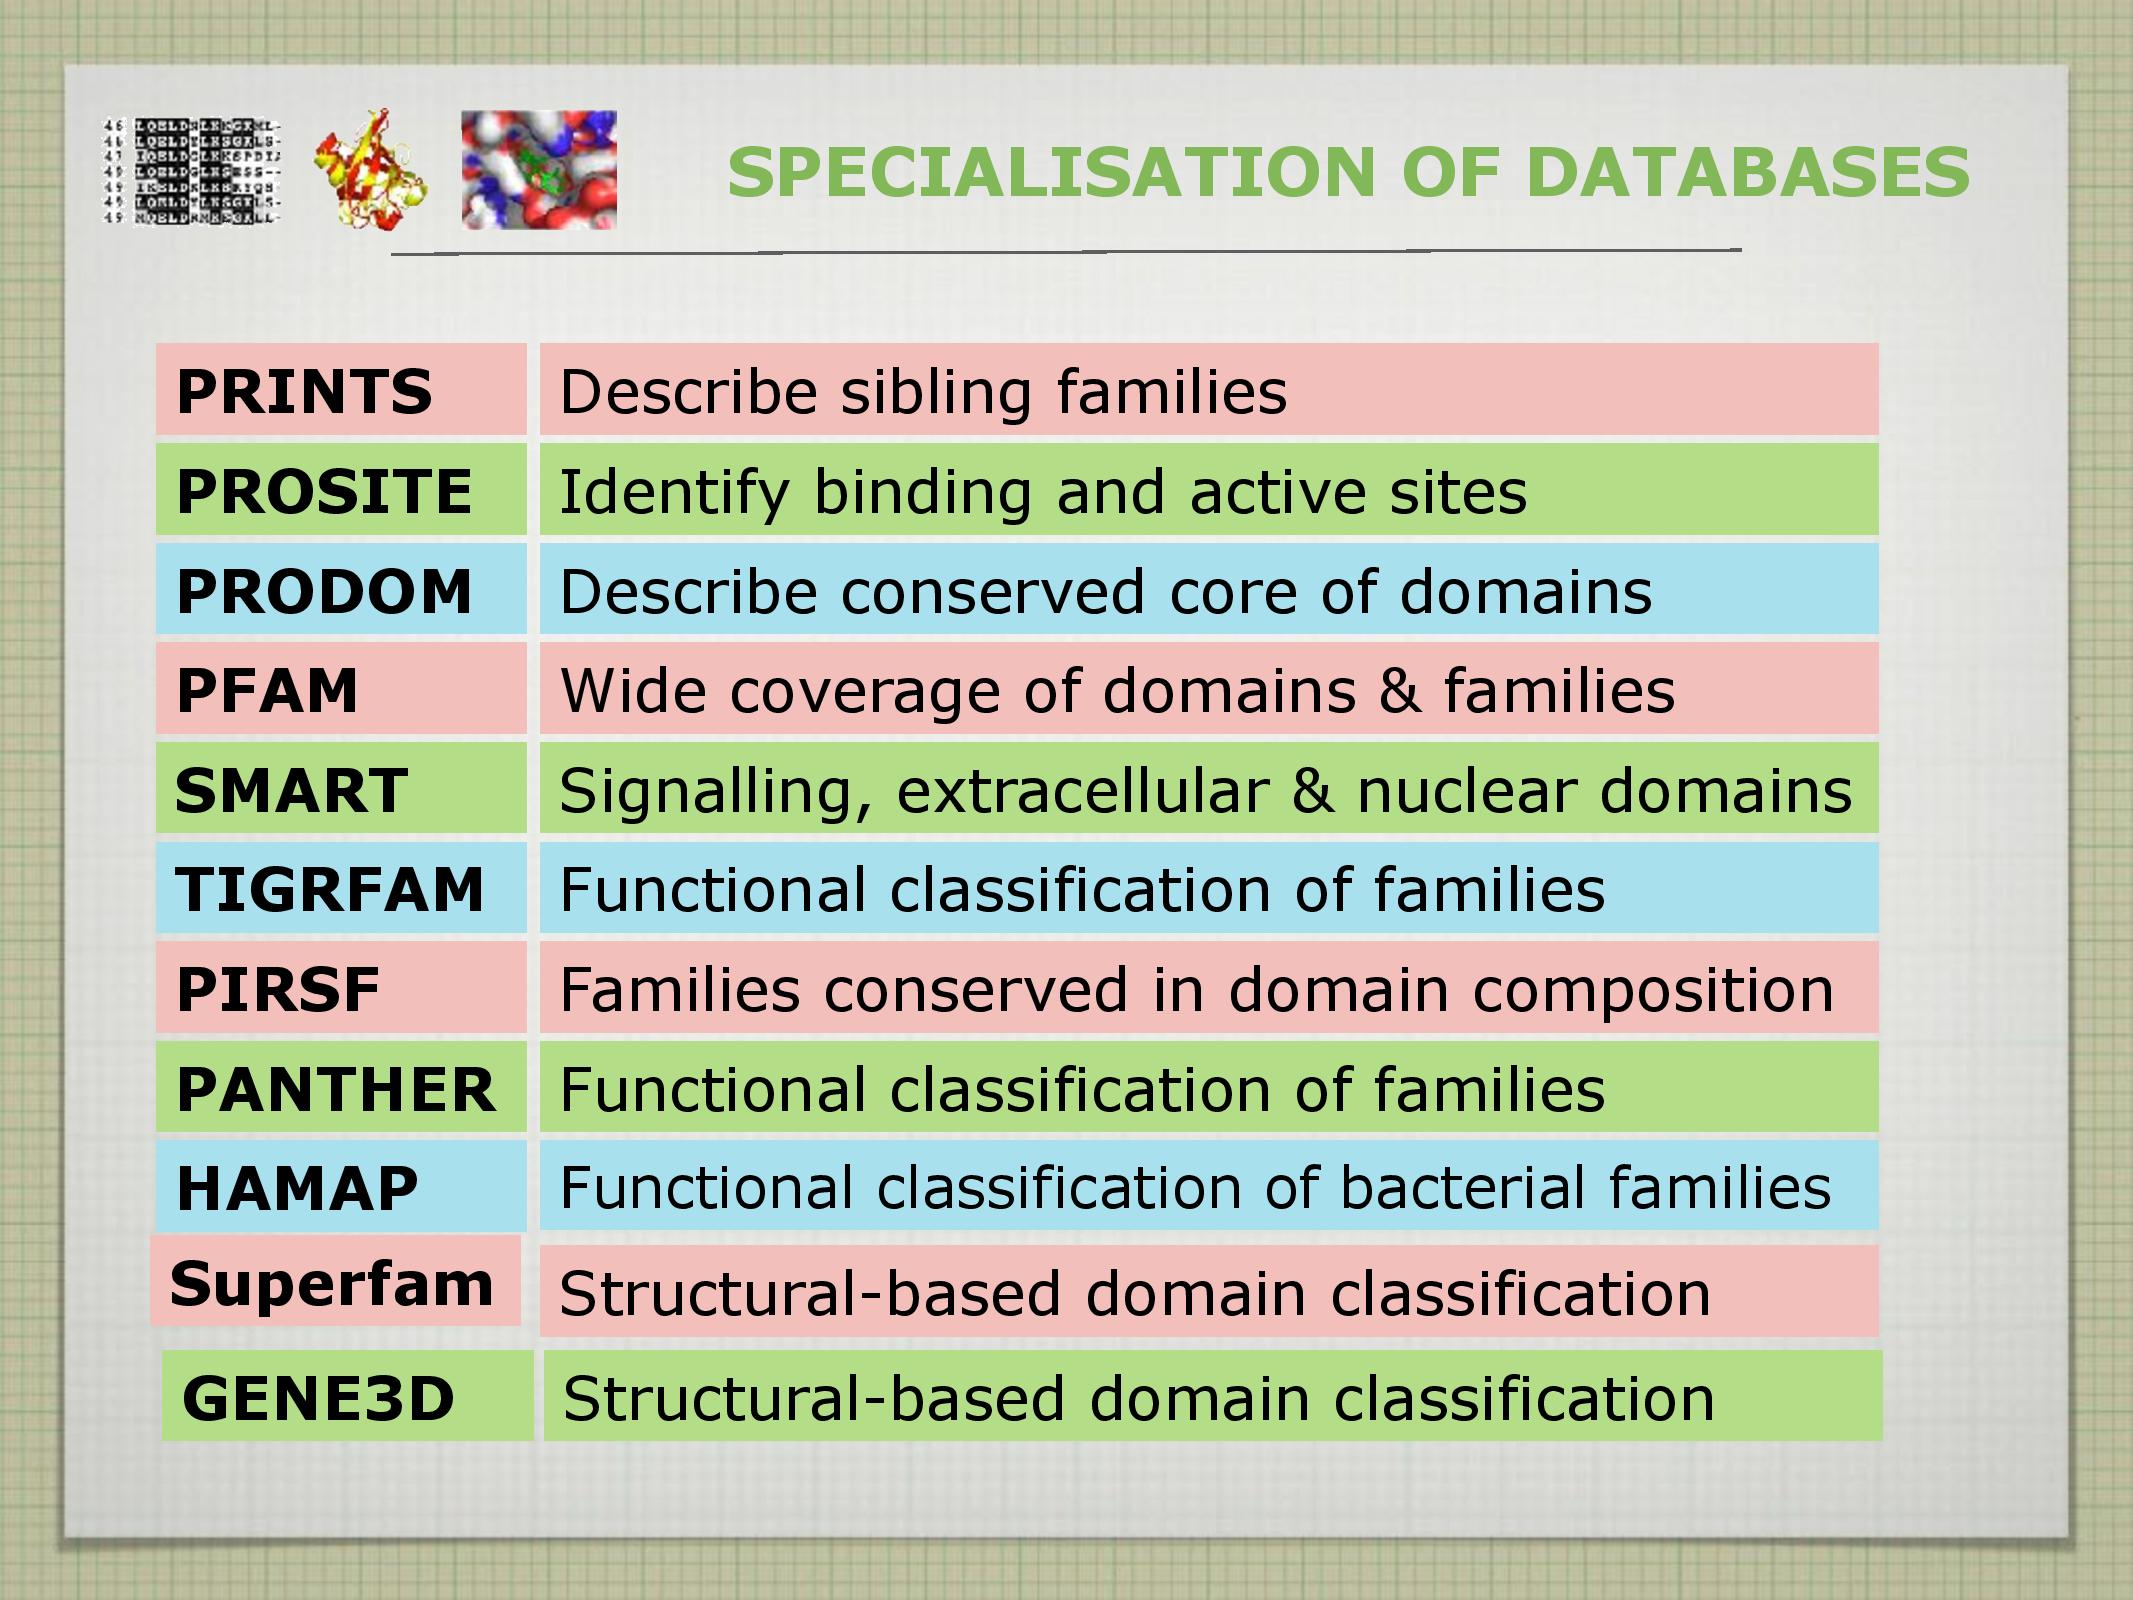 SPECIALISATION OF DATABASES
PRINTS Describe sibling families
PROSITE Identify binding and active sites
PRODOM Describe conserved core of domains
PFAM Wide coverage of domains & families
SMART Signalling, extracellular & nuclear domains
TIGRFAM Functional classification of families
PIRSF Families conserved in domain composition
PANTHER Functional classification of families
HAMAP Functional classification of bacterial families
Superfam Structural-based domain classification
GENE3D Structural-based domain classification